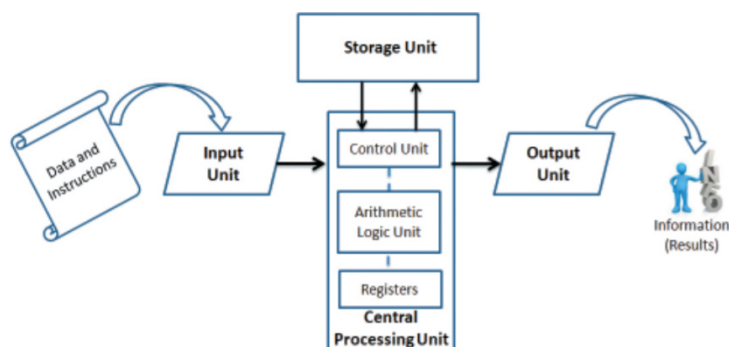 Storage Unit
Data and
Instructions
Input
Unit
Control Unit
Arithmetic
Logic Unit
Registers
Central
Processing Unit
Output
Unit
INFO
Information
(Results)